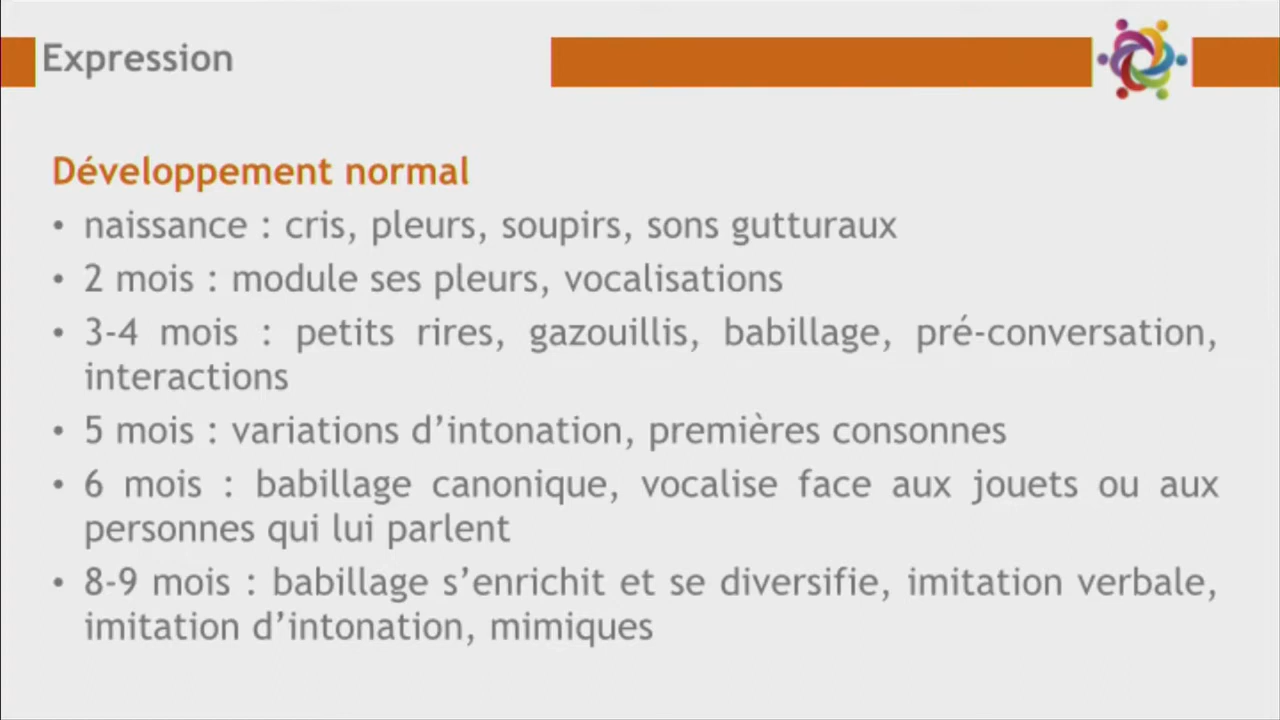 Expression
Développement normal
• naissance : cris, pleurs, soupirs, sons gutturaux
• 2 mois : module ses pleurs, vocalisations
• 3-4 mois : petits rires, gazouillis, babillage, pré-conversation,
interactions
• 5 mois : variations d’intonation, premières consonnes
• 6 mois : babillage canonique, vocalise face aux jouets ou aux
personnes qui lui parlent
• 8-9 mois : babillage s’enrichit et se diversifie, imitation verbale,
imitation d’intonation, mimiques